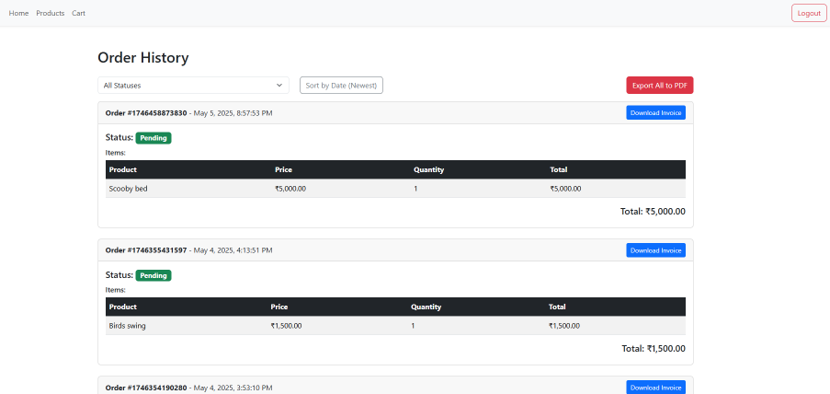 Home Products Cart Logout
Order History
All Statuses Sort by Date (Newest) Export All to PDF
Order #1746458873830 - May 5, 2025, 8:57:53 PM Download Invoice
Status: Pending
Items:
Product Price Quantity Total
Scooby bed ₹5,000.00 1 ₹5,000.00
Total: ₹5,000.00
Order #1746355431597 - May 4, 2025, 4:13:51 PM Download Invoice
Status: Pending
Items:
Product Price Quantity Total
Birds swing ₹1,500.00 1 ₹1,500.00
Total: ₹1,500.00
Order #1746354190280 - May 4, 2025, 3:53:10 PM Download Invoice